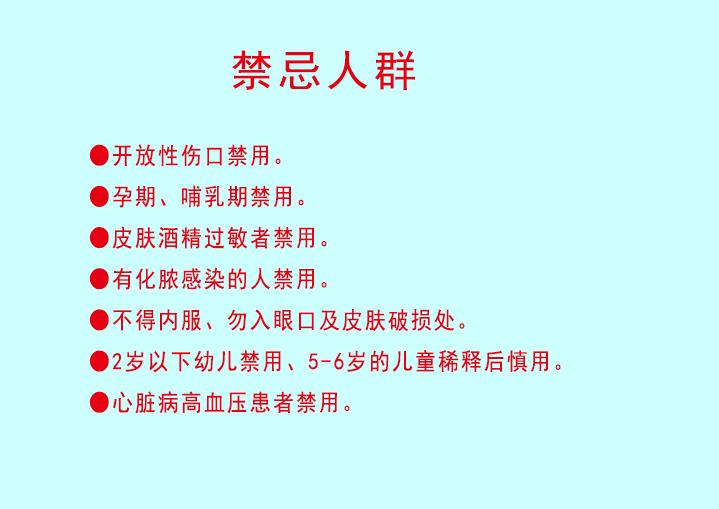 禁忌人群
●开放性伤口禁用。
●孕期、哺乳期禁用。
●皮肤酒精过敏者禁用。
●有化脓感染的人禁用。
●不得内服、勿入眼口及皮肤破损处。
●2岁以下幼儿禁用、5-6岁的儿童稀释后慎用。
●心脏病高血压患者禁用。